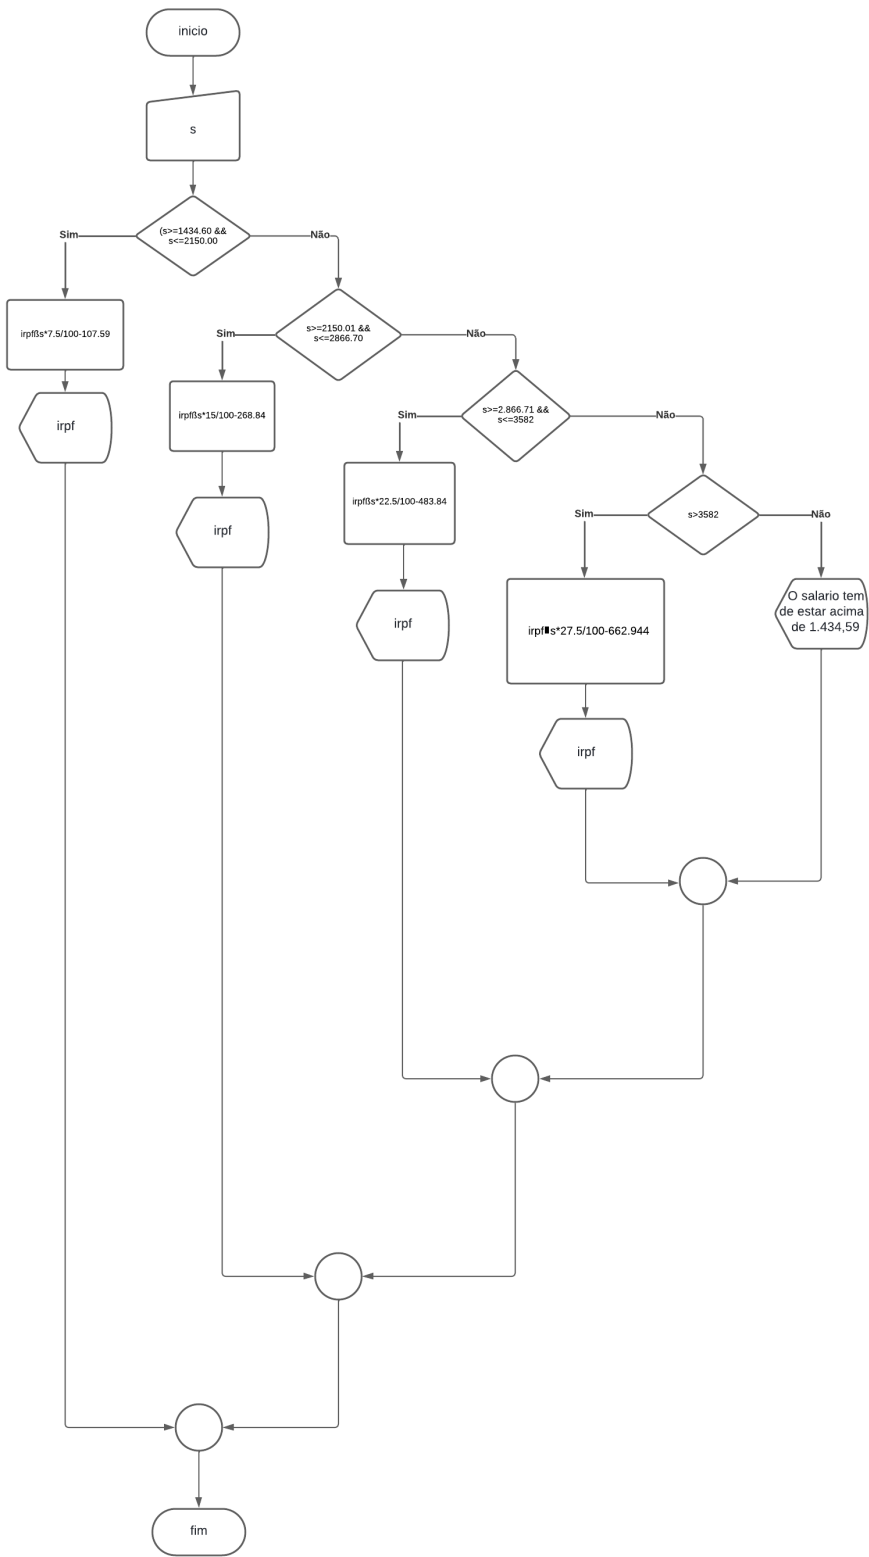 inicio
s
(s>=1434.60 &&
s<=2150.00
Sim
Não
irpfßs*7.5/100-107.59
irpf
s>=2150.01 &&
s<=2866.70
Sim
Não
irpfßs*15/100-268.84
irpf
s>=2.866.71 &&
s<=3582
Sim
Não
irpfßs*22.5/100-483.84
irpf
s>3582
Sim
Não
irpf■s*27.5/100-662.944
O salario tem
de estar acima
de 1.434,59
irpf
fim